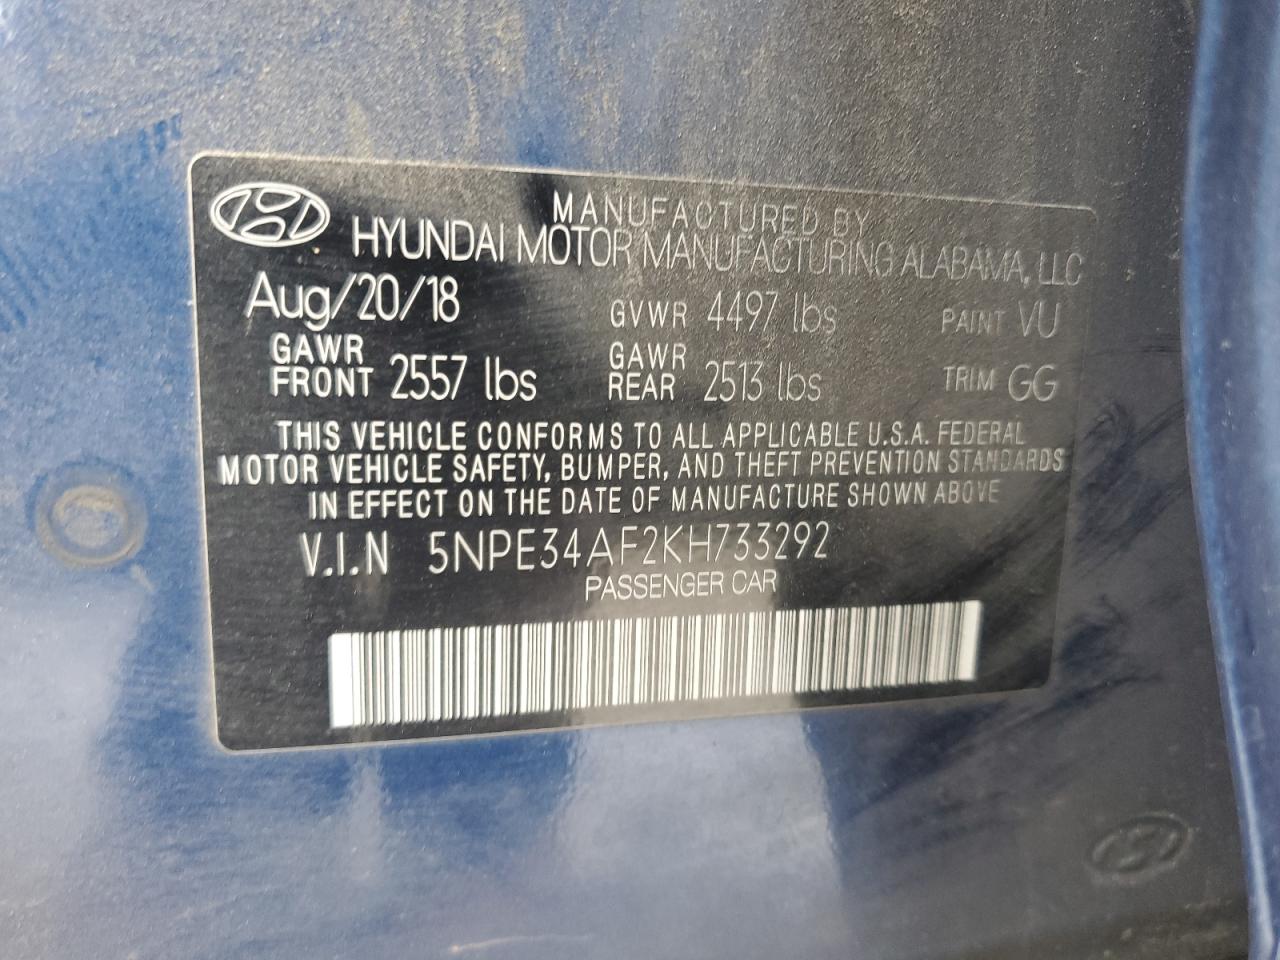 MANUFACTURED BY
HYUNDAI MOTOR MANUFACTURING ALABAMA, LLC
Aug/20/18 GVWR 4497 lbs PAINT VU
GAWR FRONT 2557 lbs GAWR REAR 2513 lbs TRIM GG
THIS VEHICLE CONFORMS TO ALL APPLICABLE U.S.A. FEDERAL
MOTOR VEHICLE SAFETY, BUMPER, AND THEFT PREVENTION STANDARDS
IN EFFECT ON THE DATE OF MANUFACTURE SHOWN ABOVE
V.I.N 5NPE34AF2KH733292
PASSENGER CAR